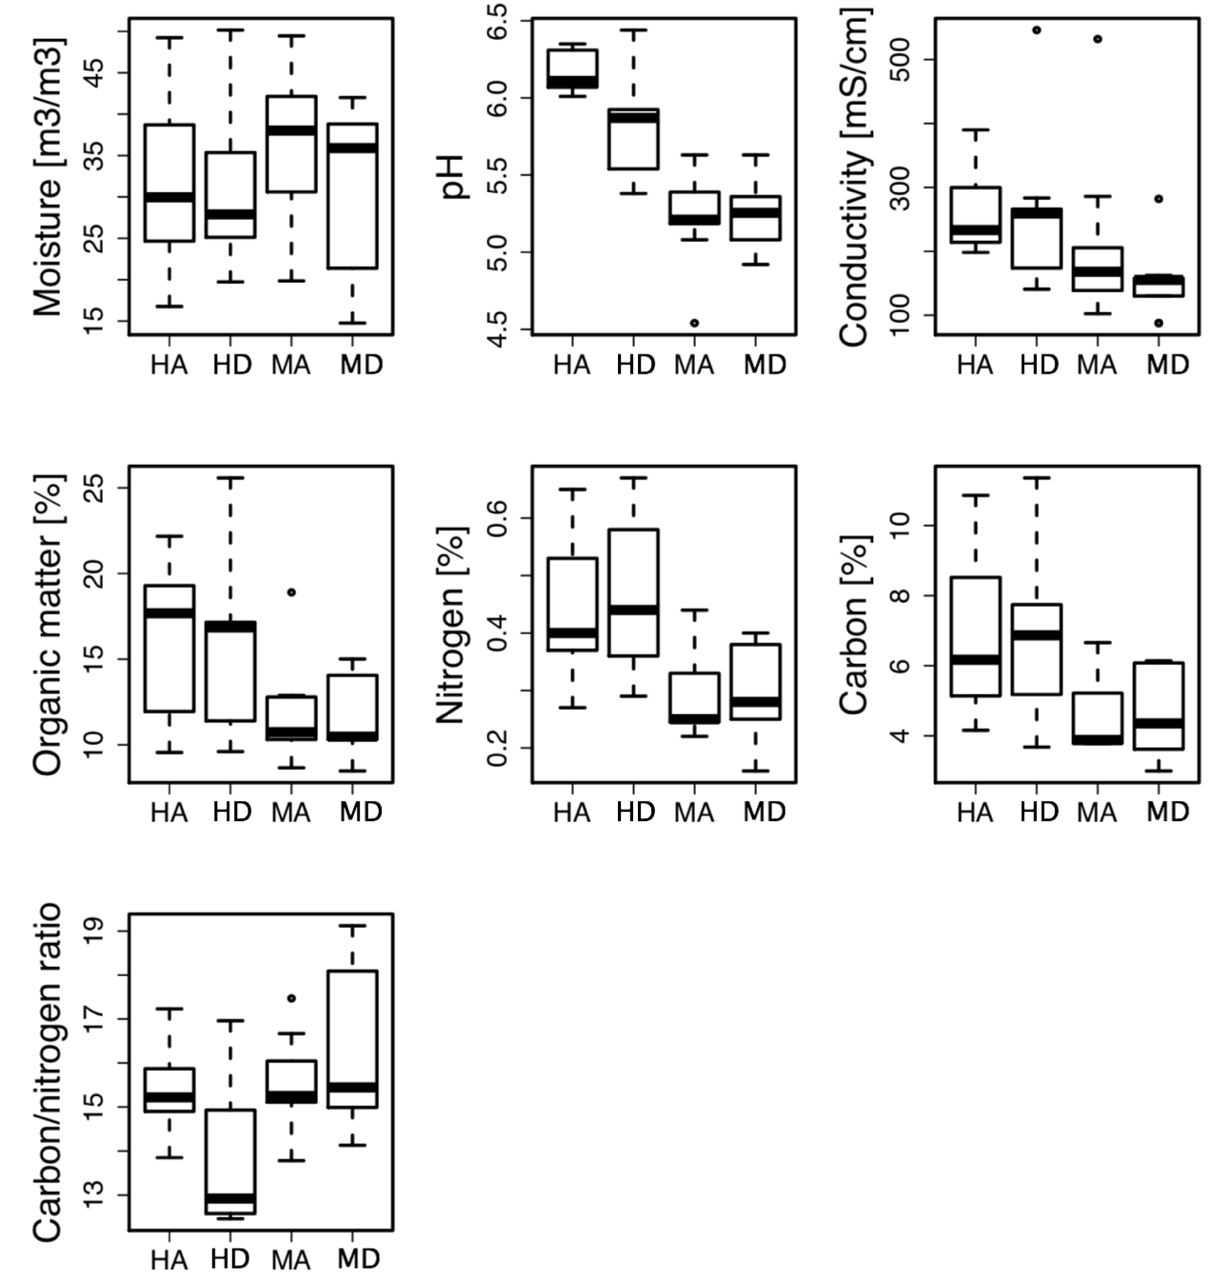 Moisture [m3/m3]
45
35
25
15
HA HD MA MD
pH
6.5
6.0
5.5
5.0
4.5
HA HD MA MD
Conductivity [mS/cm]
500
300
100
HA HD MA MD
Organic matter [%]
25
20
15
10
HA HD MA MD
Nitrogen [%]
0.6
0.4
0.2
HA HD MA MD
Carbon [%]
10
8
6
4
HA HD MA MD
Carbon/nitrogen ratio
19
17
15
13
HA HD MA MD